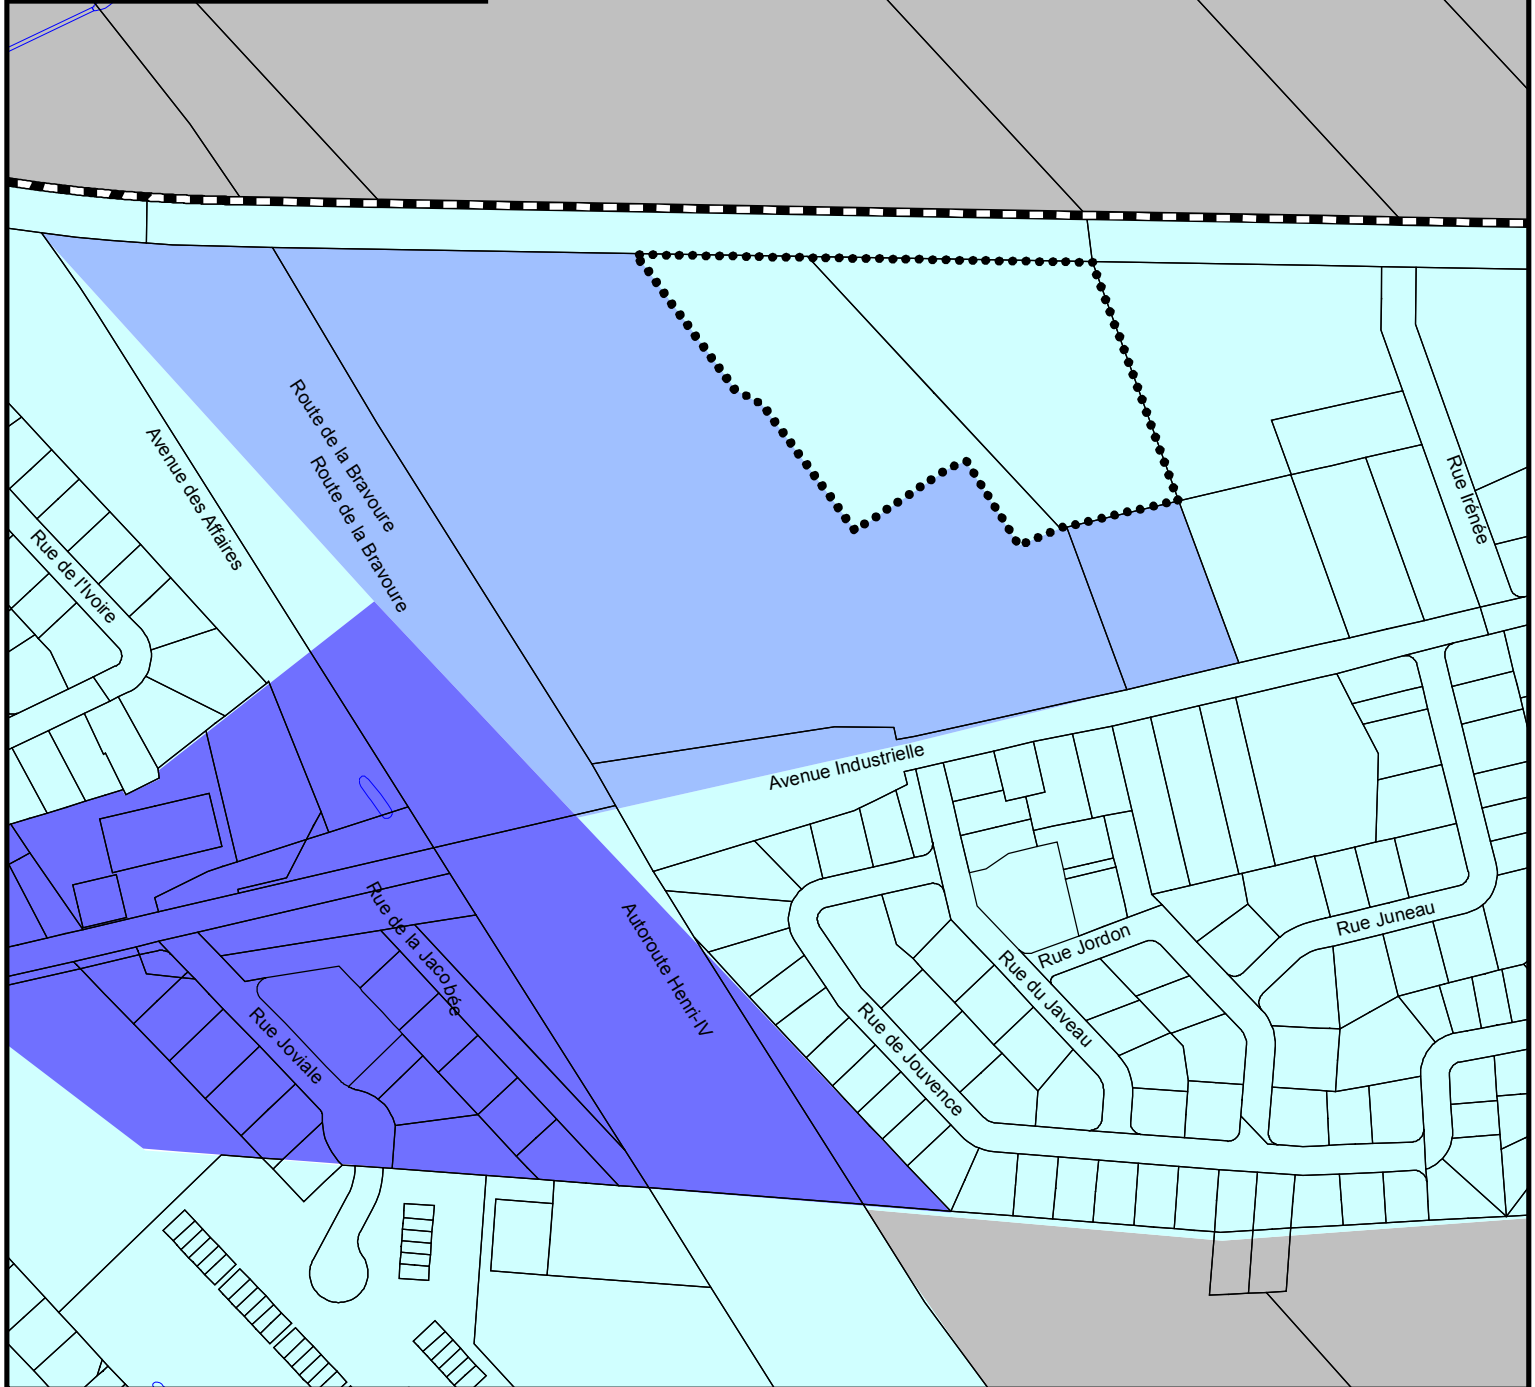 Route de la Bravoure
Route de la Bravoure
Avenue des Affaires
Rue Irénée
Rue de l'Ivoire
Avenue Industrielle
Rue de la Jacobée
Autoroute Henri-IV
Rue Juneau
Rue Jordon
Rue du Javeau
Rue Joviale
Rue de Jouvence